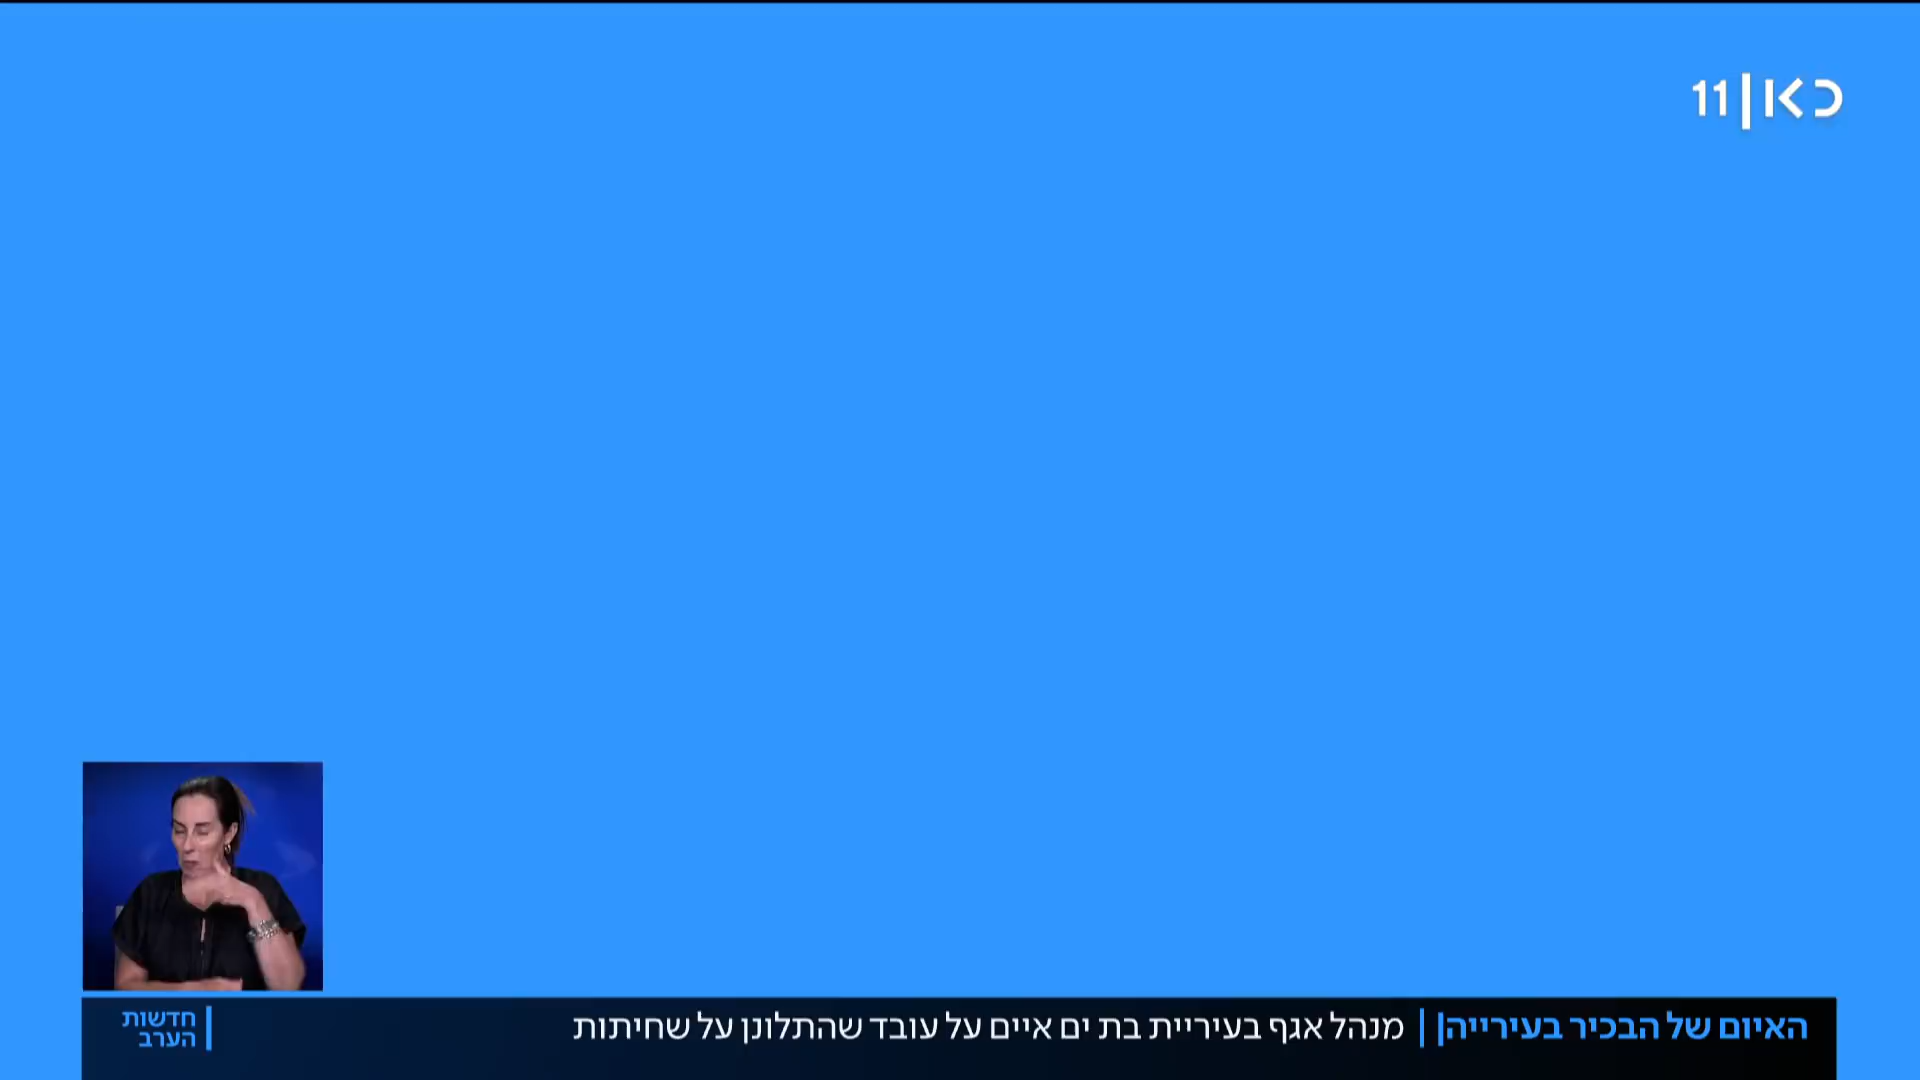 כאן | 11
האיום של הבכיר בעירייה| | מנהל אגף בעיריית בת ים איים על עובד שהתלונן על שחיתות
חדשות
הערב